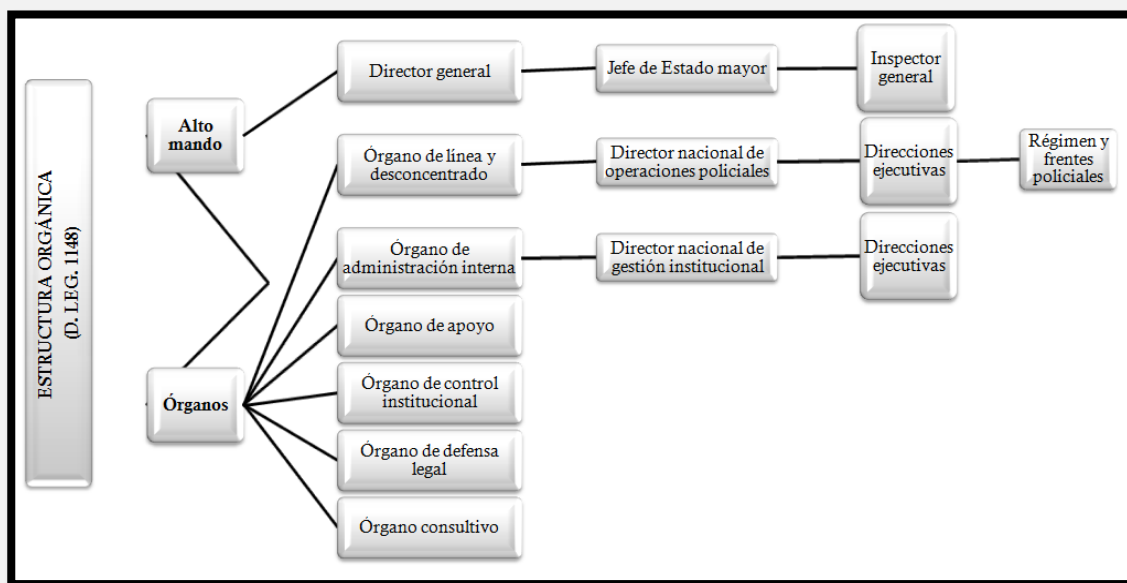 ESTRUCTURA ORGÁNICA
(D. LEG. 1148)
Alto
mando
Director general
Jefe de Estado mayor
Inspector
general
Órgano de línea y
desconcentrado
Director nacional de
operaciones policiales
Direcciones
ejecutivas
Régimen y
frentes
policiales
Órgano de
administración interna
Director nacional de
gestión institucional
Direcciones
ejecutivas
Órgano de apoyo
Órganos
Órgano de control
institucional
Órgano de defensa
legal
Órgano consultivo